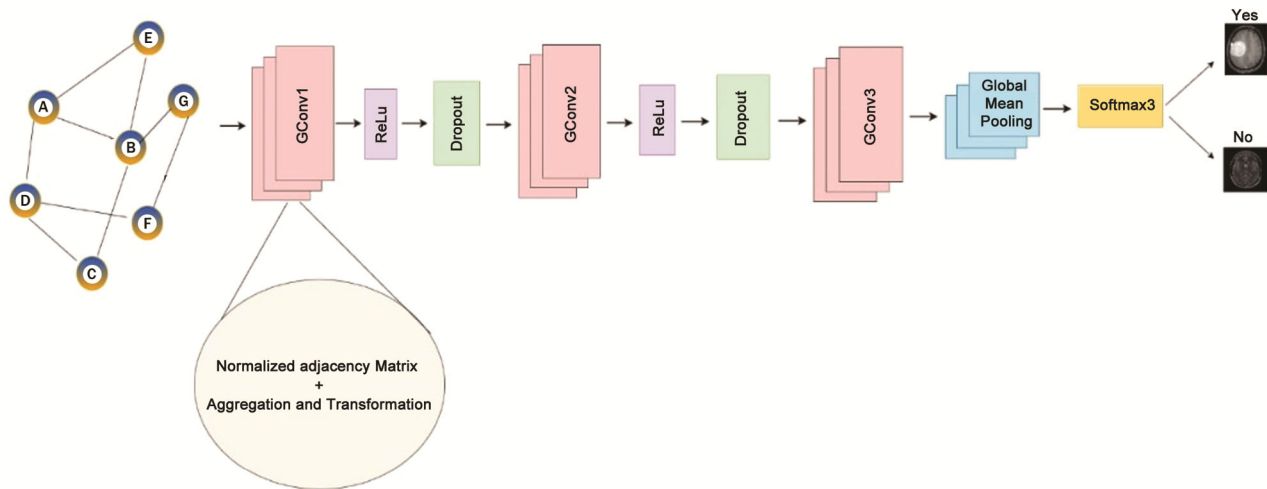 E
A
G
B
D
F
C
GConv1
ReLu
Dropout
GConv2
ReLu
Dropout
GConv3
Global
Mean
Pooling
Softmax3
Yes
No
Normalized adjacency Matrix
+
Aggregation and Transformation